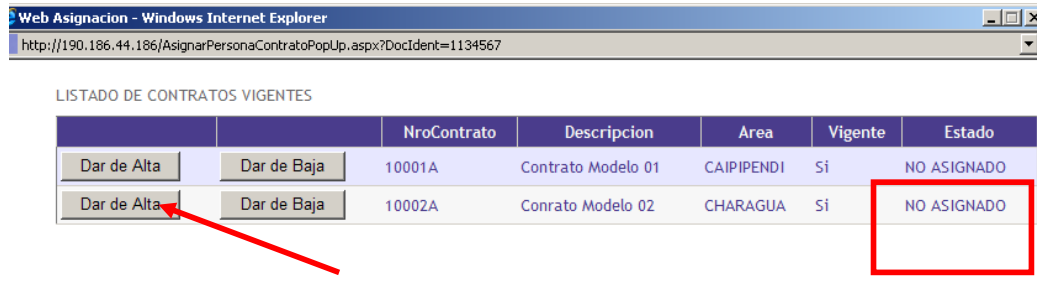 Web Asignacion - Windows Internet Explorer
http://190.186.44.186/AsignarPersonaContratoPopUp.aspx?DocIdent=1134567
LISTADO DE CONTRATOS VIGENTES
NroContrato Descripcion Area Vigente Estado
Dar de Alta Dar de Baja 10001A Contrato Modelo 01 CAIPIPENDI Si NO ASIGNADO
Dar de Alta Dar de Baja 10002A Conrato Modelo 02 CHARAGUA Si NO ASIGNADO